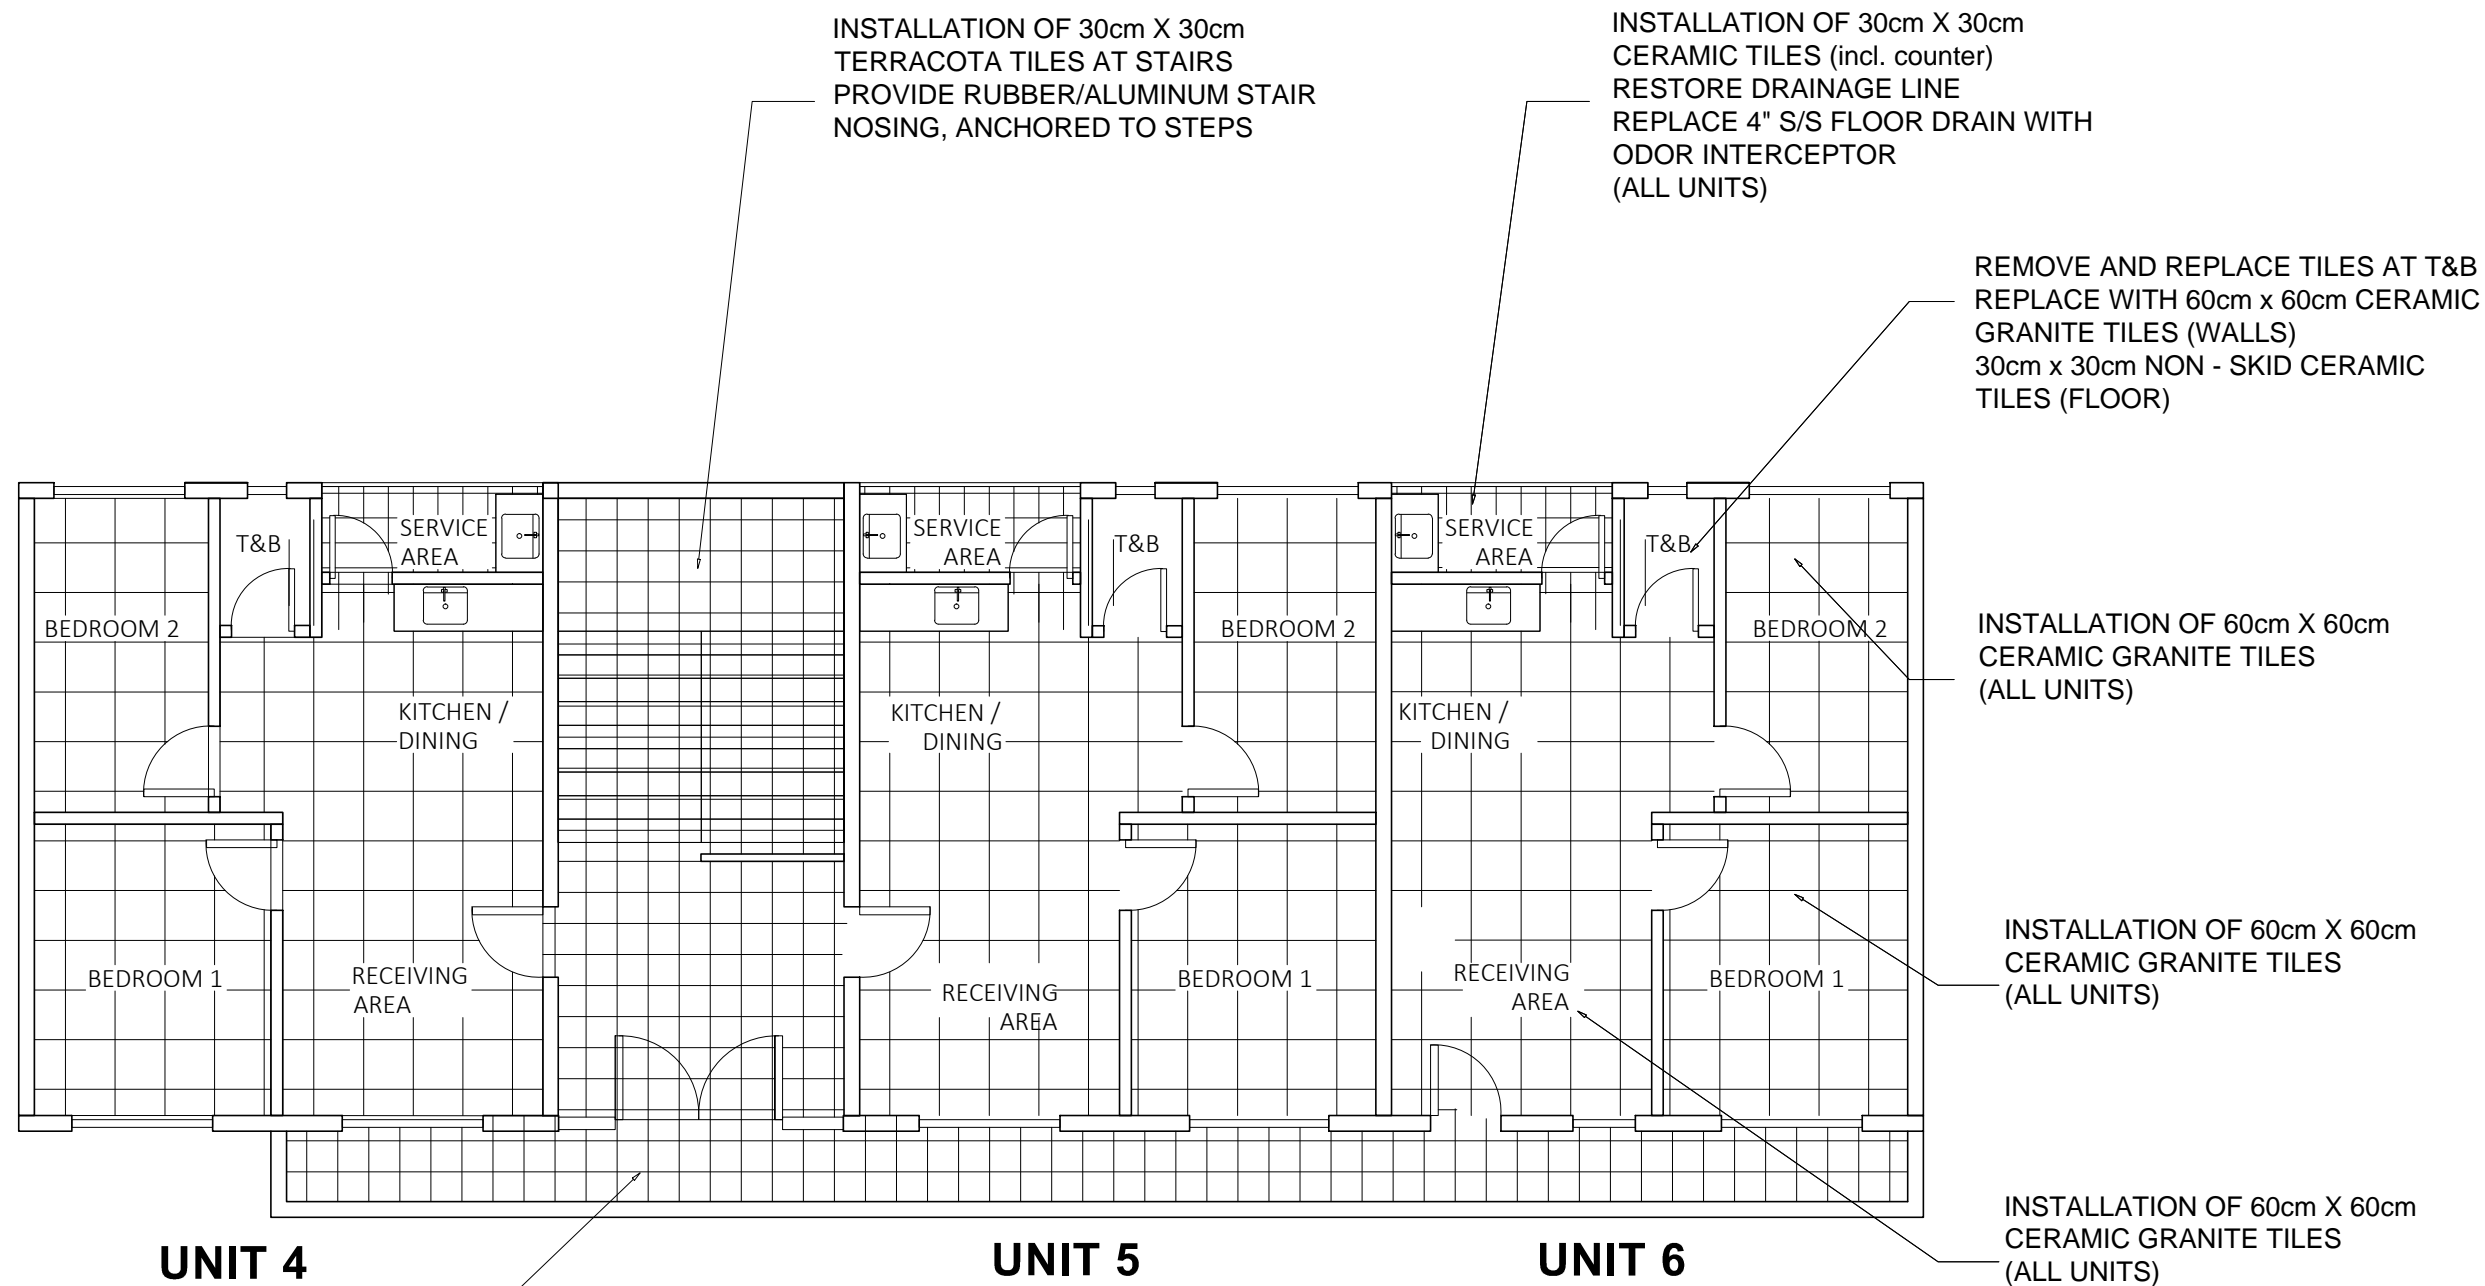 INSTALLATION OF 30cm X 30cm
TERRACOTA TILES AT STAIRS
PROVIDE RUBBER/ALUMINUM STAIR
NOSING, ANCHORED TO STEPS
INSTALLATION OF 30cm X 30cm
CERAMIC TILES (incl. counter)
RESTORE DRAINAGE LINE
REPLACE 4" S/S FLOOR DRAIN WITH
ODOR INTERCEPTOR
(ALL UNITS)
REMOVE AND REPLACE TILES AT T&B
REPLACE WITH 60cm x 60cm CERAMIC
GRANITE TILES (WALLS)
30cm x 30cm NON - SKID CERAMIC
TILES (FLOOR)
T&B
SERVICE
AREA
SERVICE
AREA
T&B
SERVICE
AREA
T&B
BEDROOM 2
BEDROOM 2
BEDROOM 2
INSTALLATION OF 60cm X 60cm
CERAMIC GRANITE TILES
(ALL UNITS)
KITCHEN /
DINING
KITCHEN /
DINING
KITCHEN /
DINING
BEDROOM 1
RECEIVING
AREA
RECEIVING
AREA
BEDROOM 1
RECEIVING
AREA
BEDROOM 1
INSTALLATION OF 60cm X 60cm
CERAMIC GRANITE TILES
(ALL UNITS)
INSTALLATION OF 60cm X 60cm
CERAMIC GRANITE TILES
(ALL UNITS)
UNIT 4
UNIT 5
UNIT 6